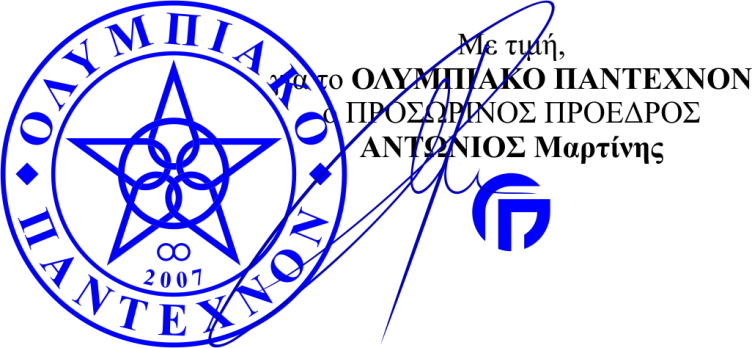 ΟΛΥΜΠΙΑΚΟ
ΠΑΝΤΕΧΝΟΝ
2007
Με τιμή,
για το ΟΛΥΜΠΙΑΚΟ ΠΑΝΤΕΧΝΟΝ
ο ΠΡΟΣΩΡΙΝΟΣ ΠΡΟΕΔΡΟΣ
ΑΝΤΩΝΙΟΣ Μαρτίνης